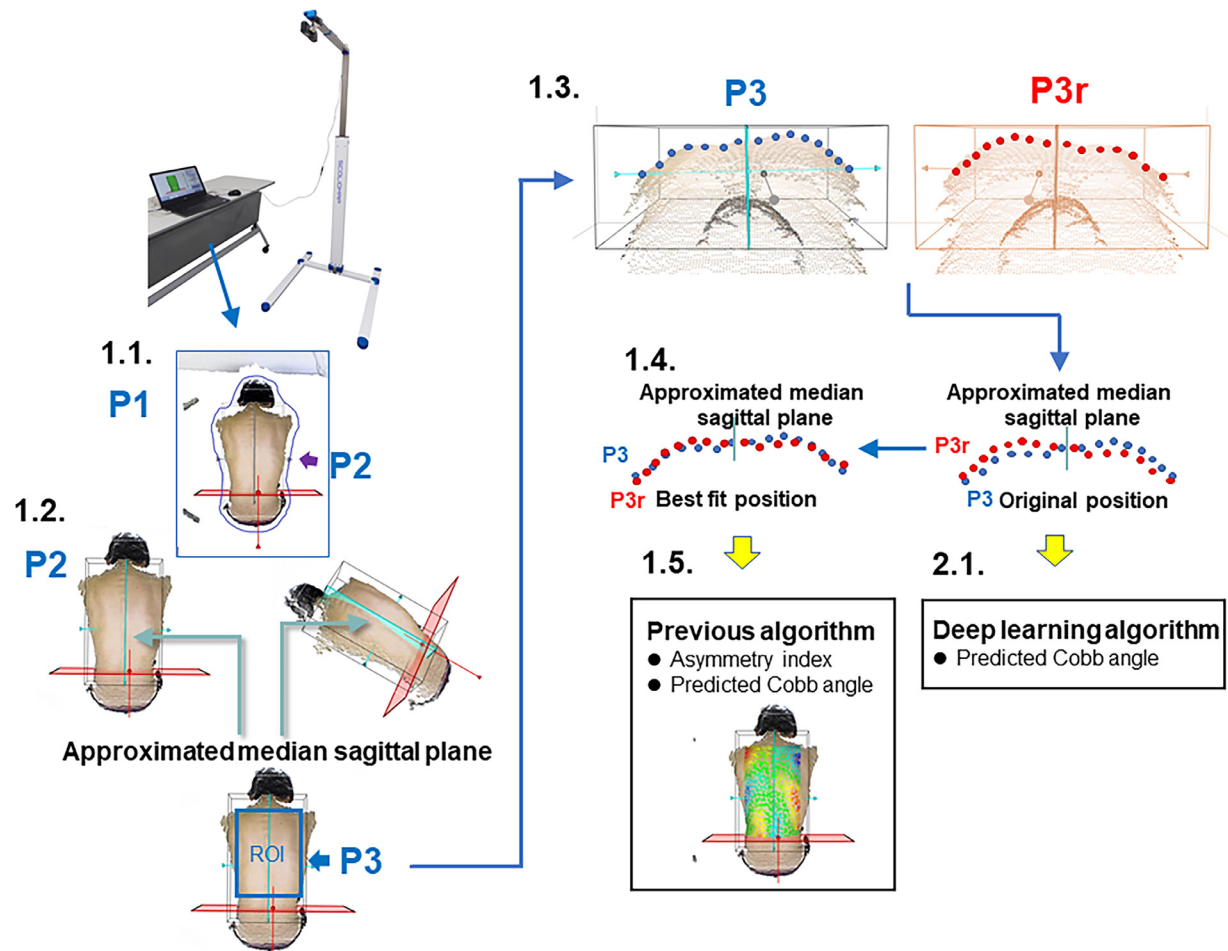 SCOLIOMAP
1.1.
P1
P2
1.2.
P2
Approximated median sagittal plane
ROI
P3
1.3.
P3
P3r
1.4.
Approximated median
sagittal plane
P3
P3r
Best fit position
Approximated median
sagittal plane
P3r
P3
Original position
1.5.
Previous algorithm
● Asymmetry index
● Predicted Cobb angle
2.1.
Deep learning algorithm
● Predicted Cobb angle